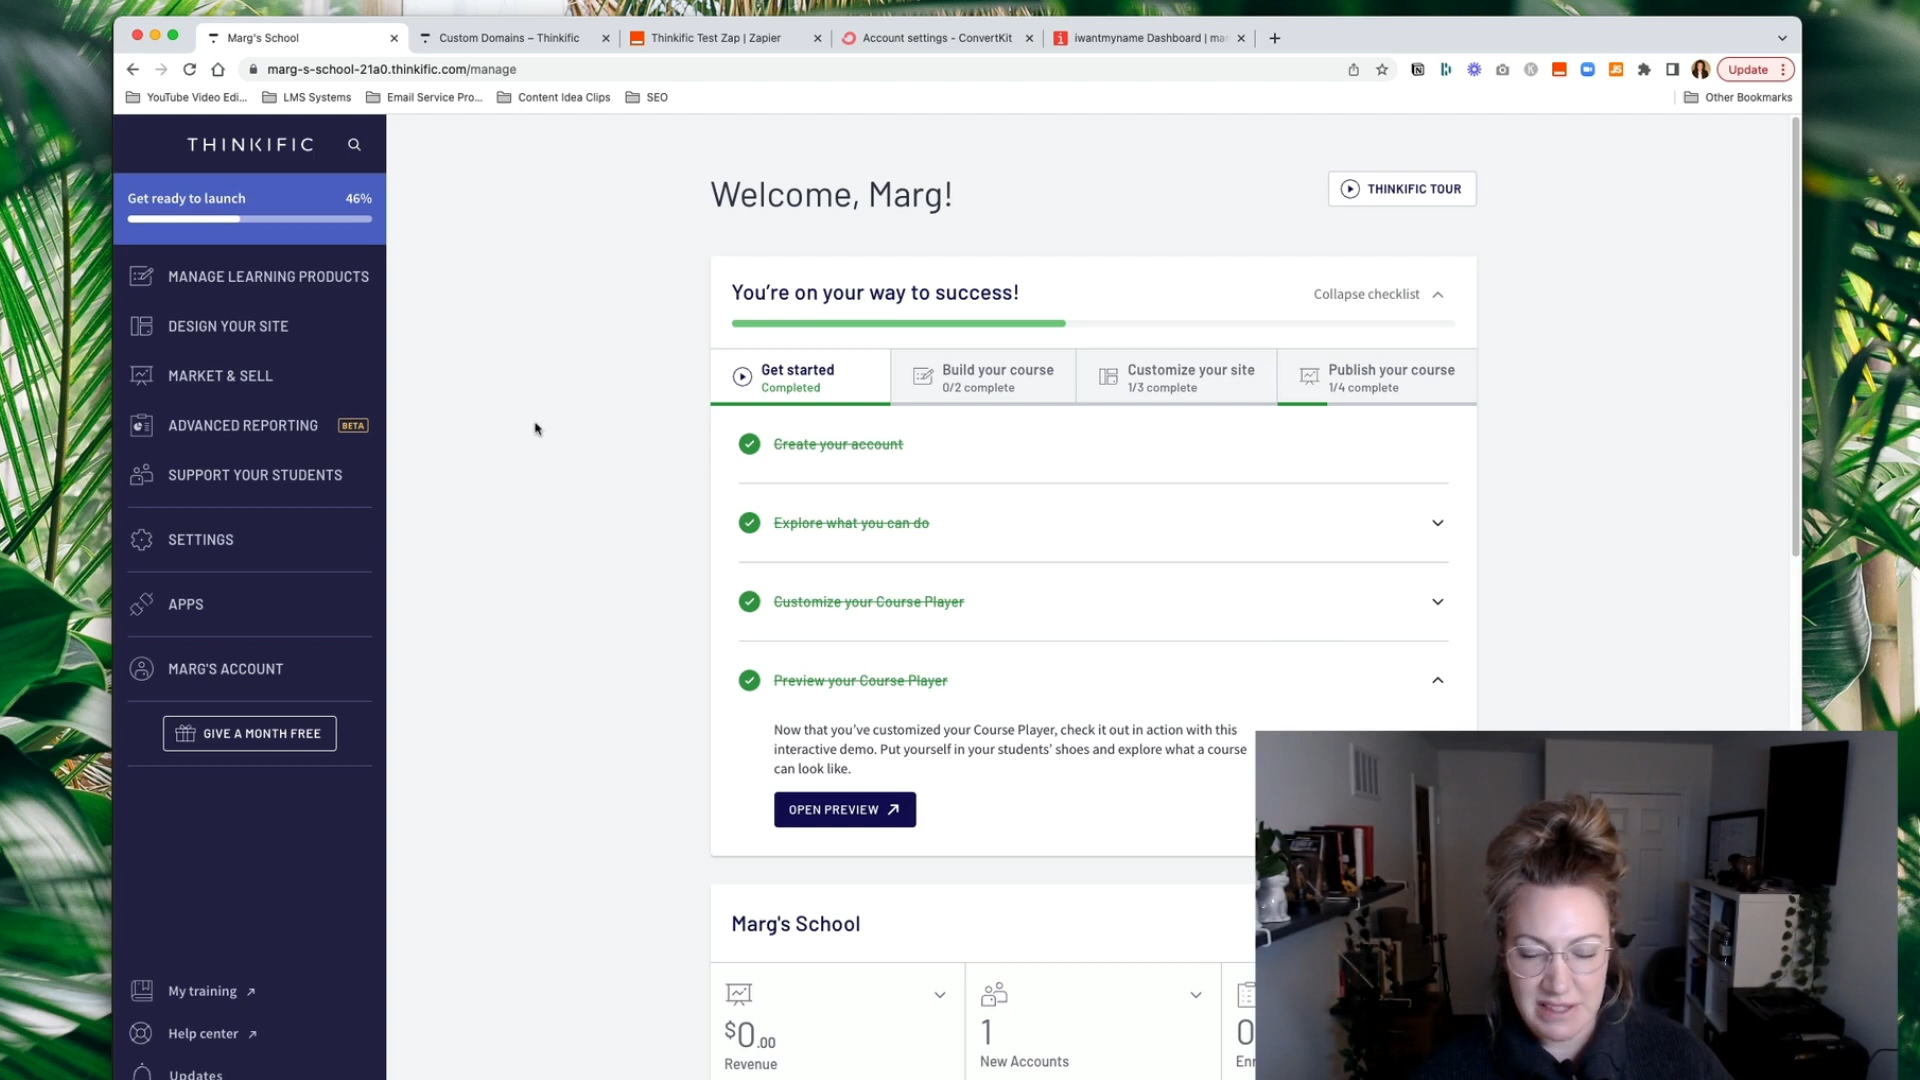 Marg's School
Custom Domains – Thinkific
Thinkific Test Zap | Zapier
Account settings - ConvertKit
iwantmyname Dashboard | ma
marg-s-school-21a0.thinkific.com/manage
Update
YouTube Video Edi...
LMS Systems
Email Service Pro...
Content Idea Clips
SEO
Other Bookmarks
THINKIFIC
Get ready to launch 46%
MANAGE LEARNING PRODUCTS
DESIGN YOUR SITE
MARKET & SELL
ADVANCED REPORTING BETA
SUPPORT YOUR STUDENTS
SETTINGS
APPS
MARG'S ACCOUNT
GIVE A MONTH FREE
My training
Help center
Updates
Welcome, Marg!
THINKIFIC TOUR
You're on your way to success!
Collapse checklist
Get started
Completed
Build your course
0/2 complete
Customize your site
1/3 complete
Publish your course
1/4 complete
Create your account
Explore what you can do
Customize your Course Player
Preview your Course Player
Now that you've customized your Course Player, check it out in action with this
interactive demo. Put yourself in your students' shoes and explore what a course
can look like.
OPEN PREVIEW
Marg's School
$0.00
Revenue
1
New Accounts
0
Enr